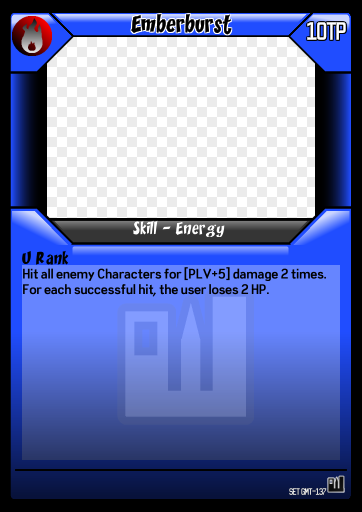 Emberburst
10TP
Skill - Energy
U Rank
Hit all enemy Characters for [PLV+5] damage 2 times.
For each successful hit, the user loses 2 HP.
SET GMT-137